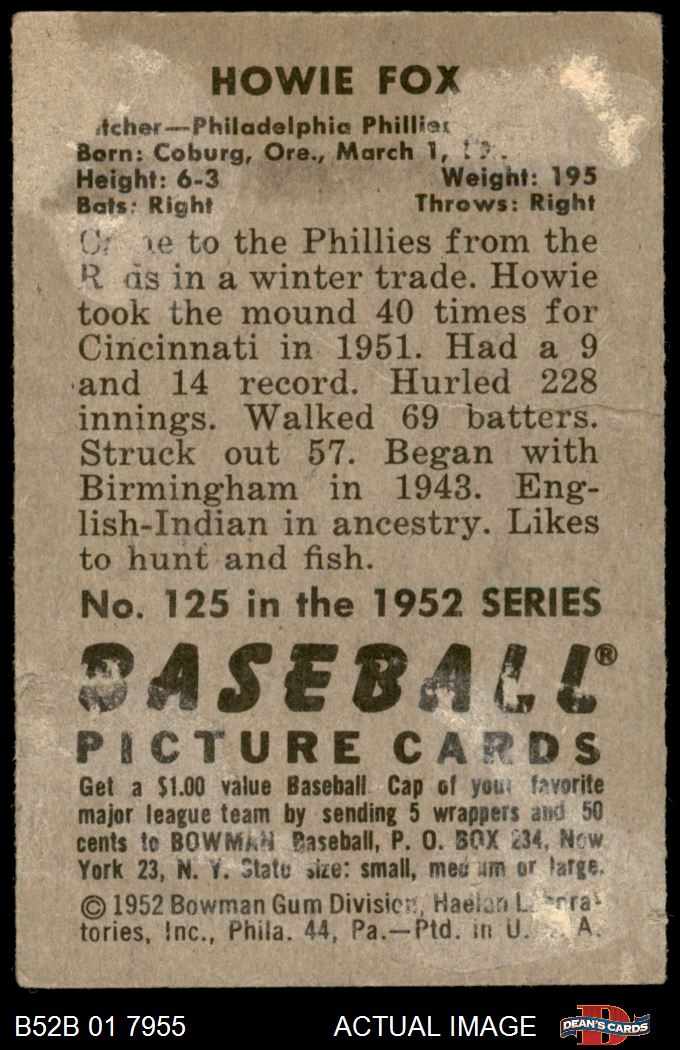 HOWIE FOX
Philadelphia Phillies
Born: Coburg, Ore., March 1,
Height: 6-3 Weight: 195
Bats: Right Throws: Right
to the Phillies from the
in a winter trade. Howie
took the mound 40 times for
Cincinnati in 1951. Had a 9
and 14 record. Hurled 228
innings. Walked 69 batters.
Struck out 57. Began with
Birmingham in 1943. Eng-
lish-Indian in ancestry. Likes
to hunt and fish.
No. 125 in the 1952 SERIES
BASEBALL®
PICTURE CARDS
Get a $1.00 value Baseball Cap of your favorite
major league team by sending 5 wrappers and 50
cents to BOWMAN Baseball, P. O. BOX 234, New
York 23, N. Y. State size: small, medium or large.
© 1952 Bowman Gum Division, Haelan Labora-
tories, Inc., Phila. 44, Pa.—Ptd. in U. A.
B52B 01 7955 ACTUAL IMAGE DEAN'S CARDS